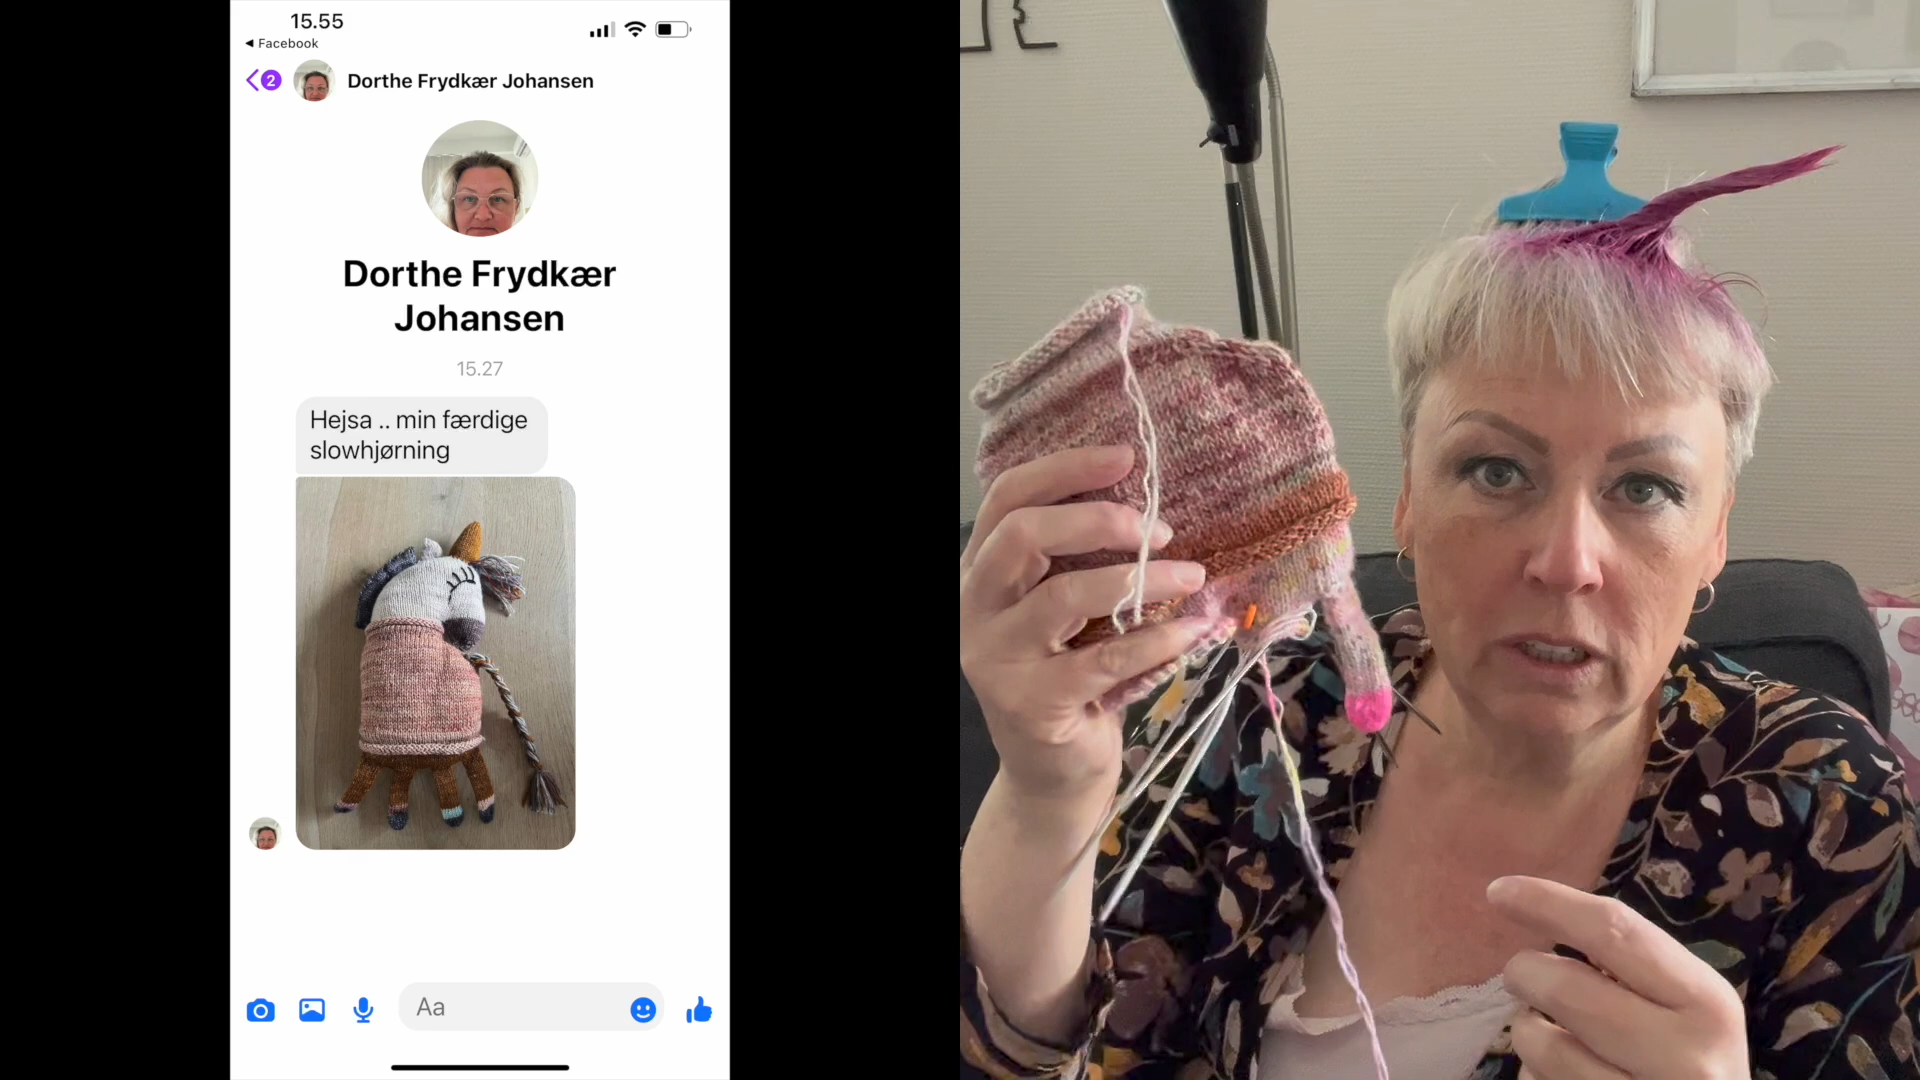 15.55
◀ Facebook
2
Dorthe Frydkær Johansen
Dorthe Frydkær
Johansen
15.27
Hejsa .. min færdige
slowhjørning
Aa